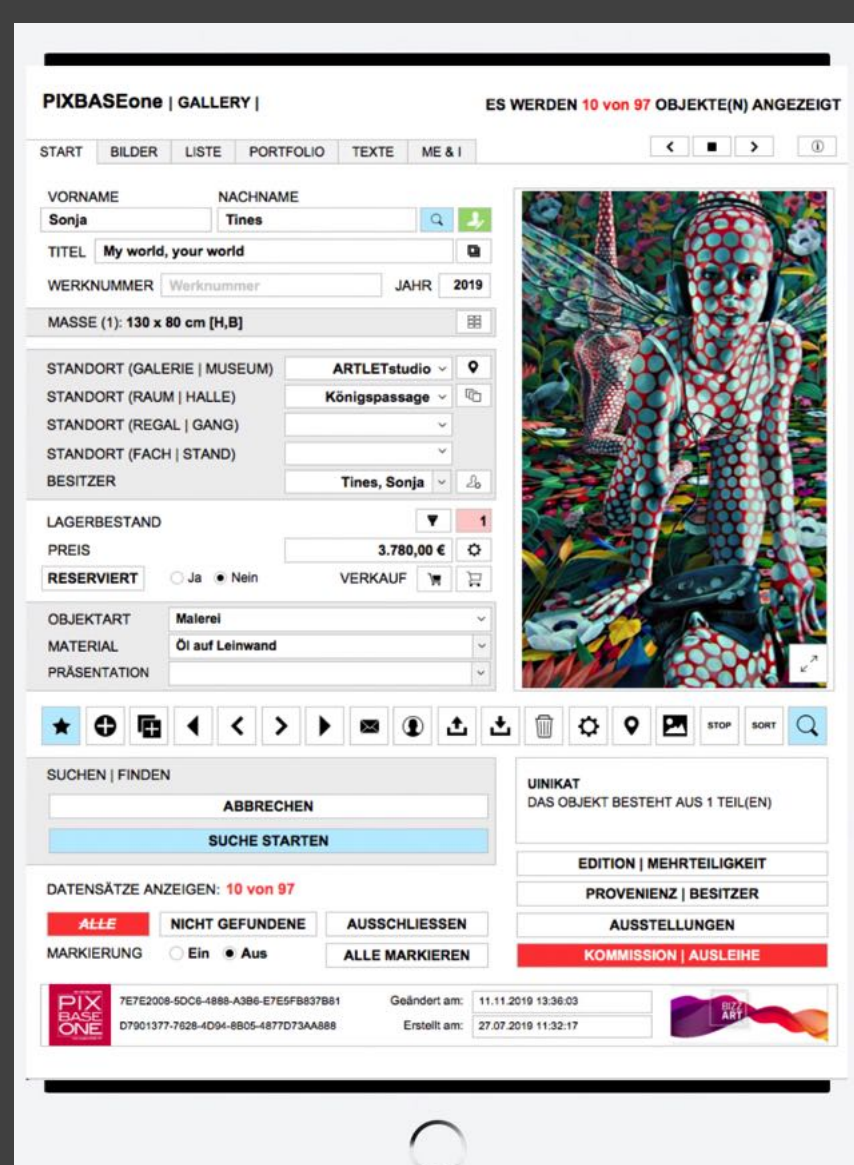 PIXBASEone | GALLERY |
ES WERDEN 10 von 97 OBJEKTE(N) ANGEZEIGT
START BILDER LISTE PORTFOLIO TEXTE ME & I
VORNAME NACHNAME
Sonja Tines
TITEL My world, your world
WERKNUMMER Werknummer JAHR 2019
MASSE (1): 130 x 80 cm [H,B]
STANDORT (GALERIE | MUSEUM) ARTLETstudio
STANDORT (RAUM | HALLE) Königspassage
STANDORT (REGAL | GANG)
STANDORT (FACH | STAND)
BESITZER Tines, Sonja
LAGERBESTAND 1
PREIS 3.780,00 €
RESERVIERT Ja Nein VERKAUF
OBJEKTART Malerei
MATERIAL Öl auf Leinwand
PRÄSENTATION
STOP SORT
SUCHEN | FINDEN
ABBRECHEN
SUCHE STARTEN
UINIKAT
DAS OBJEKT BESTEHT AUS 1 TEIL(EN)
EDITION | MEHRTEILIGKEIT
PROVENIENZ | BESITZER
AUSSTELLUNGEN
KOMMISSION | AUSLEIHE
DATENSÄTZE ANZEIGEN: 10 von 97
ALLE NICHT GEFUNDENE AUSSCHLIESSEN
MARKIERUNG Ein Aus ALLE MARKIEREN
PIX
BASE
ONE
7E7E2008-5DC6-4888-A3B6-E7E5FB837B81 Geändert am: 11.11.2019 13:36:03
D7901377-7628-4D94-8B05-4877D73AA888 Erstellt am: 27.07.2019 11:32:17
BIZZ
ART